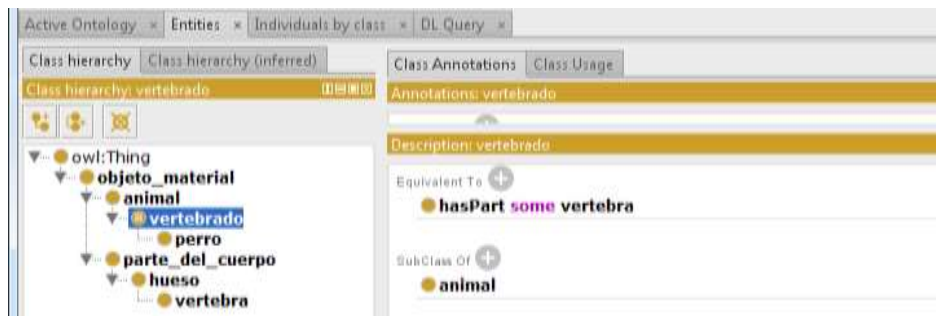 Active Ontology × Entities × Individuals by class × DL Query ×
Class hierarchy Class hierarchy (inferred)
Class hierarchy: vertebrado
owl:Thing
objeto_material
animal
vertebrado
perro
parte_del_cuerpo
hueso
vertebra
Class Annotations Class Usage
Annotations: vertebrado
Description: vertebrado
Equivalent To
hasPart some vertebra
SubClass Of
animal